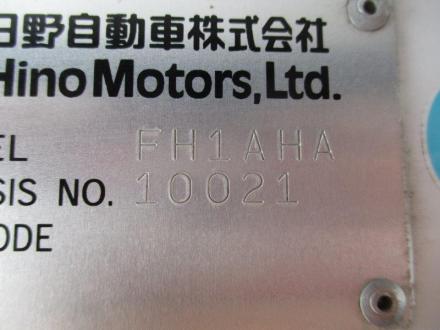 日野自動車株式会社
Hino Motors, Ltd.
EL FH1AHA
SIS NO. 10021
ODE